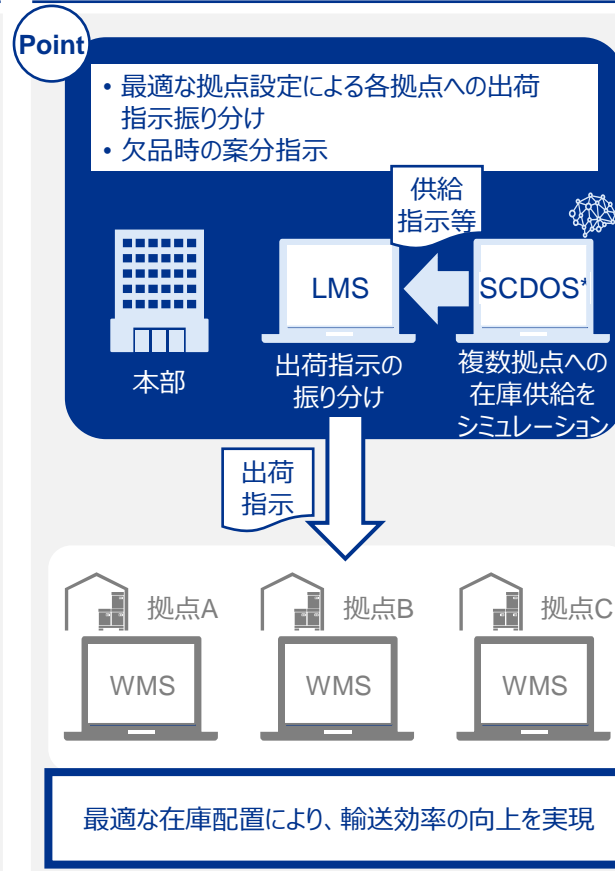 Point
• 最適な拠点設定による各拠点への出荷
指示振り分け
• 欠品時の案分指示
供給
指示等
LMS
SCDOS*
本部
出荷指示の
振り分け
複数拠点への
在庫供給を
シミュレーション
出荷
指示
拠点A
拠点B
拠点C
WMS
WMS
WMS
最適な在庫配置により、輸送効率の向上を実現